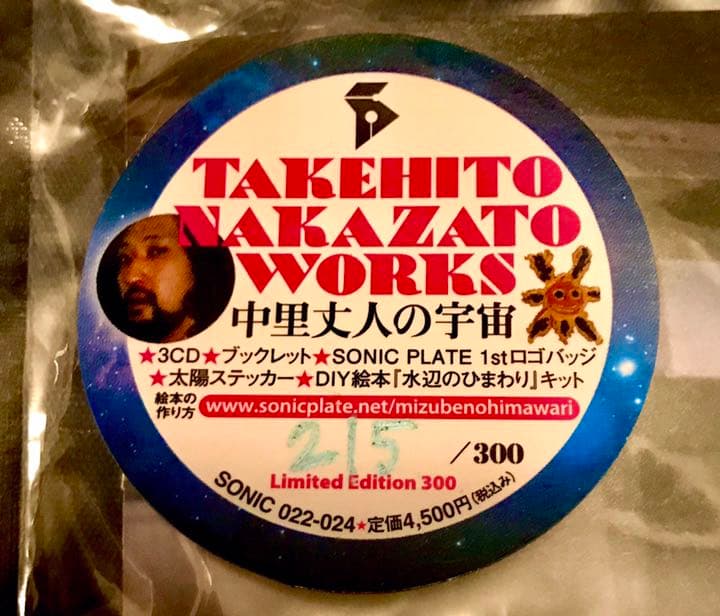 TAKEHITO
NAKAZATO
WORKS
中里丈人の宇宙
★3CD★ブックレット★SONIC PLATE 1stロゴバッジ
★太陽ステッカー★DIY絵本『水辺のひまわり』キット
絵本の
作り方
www.sonicplate.net/mizubenohimawari
215 /300
Limited Edition 300
SONIC 022-024★定価4,500円(税込み)